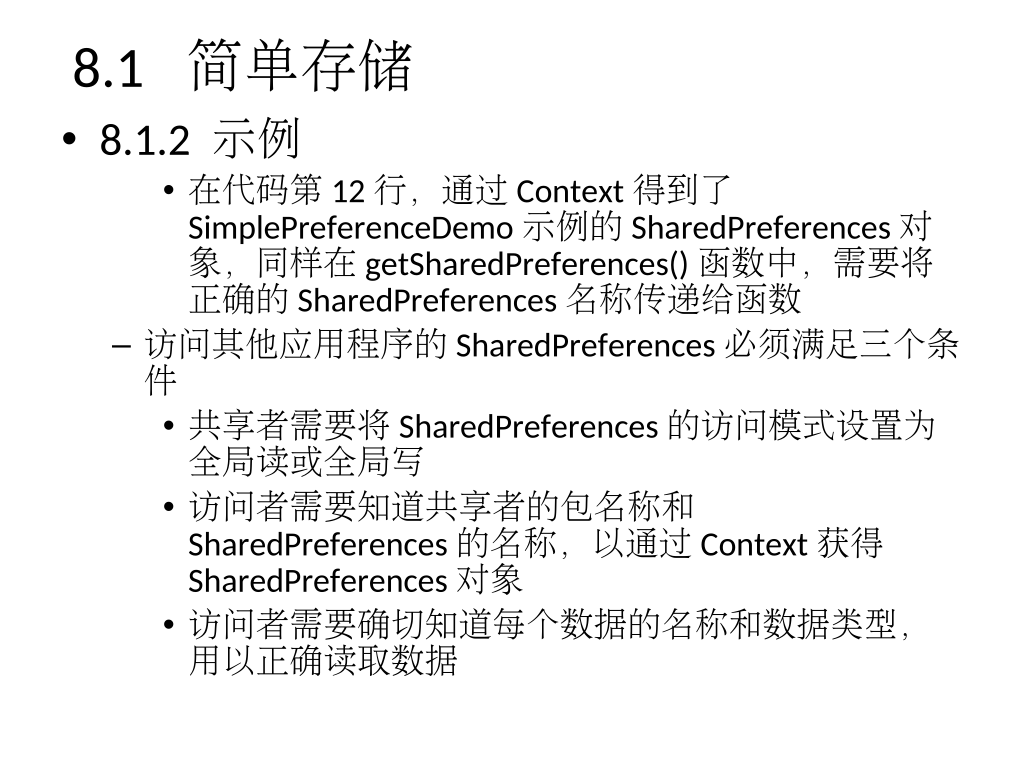 8.1 简单存储
• 8.1.2 示例
• 在代码第 12 行，通过 Context 得到了
SimplePreferenceDemo 示例的 SharedPreferences 对
象，同样在 getSharedPreferences() 函数中，需要将
正确的 SharedPreferences 名称传递给函数
– 访问其他应用程序的 SharedPreferences 必须满足三个条
件
• 共享者需要将 SharedPreferences 的访问模式设置为
全局读或全局写
• 访问者需要知道共享者的包名称和
SharedPreferences 的名称，以通过 Context 获得
SharedPreferences 对象
• 访问者需要确切知道每个数据的名称和数据类型，
用以正确读取数据